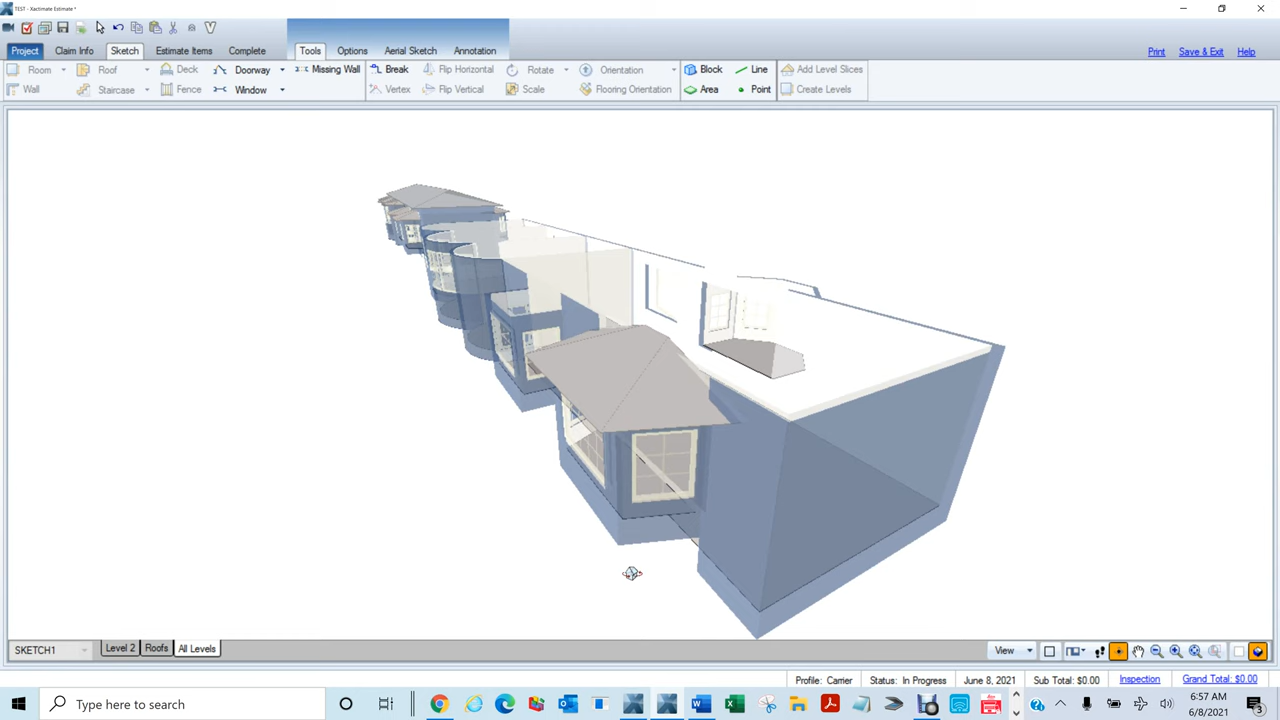 TEST - Xactimate Estimate *
Project Claim Info Sketch Estimate Items Complete Tools Options Aerial Sketch Annotation Print Save & Exit Help
Room Roof Deck Doorway Missing Wall Break Flip Horizontal Rotate Orientation Block Line Add Level Slices
Wall Staircase Fence Window Vertex Flip Vertical Scale Flooring Orientation Area Point Create Levels
SKETCH1 Level 2 Roofs All Levels View
Profile: Carrier Status: In Progress June 8, 2021 Sub Total: $0.00 Inspection Grand Total: $0.00
Type here to search
6:57 AM
6/8/2021
3